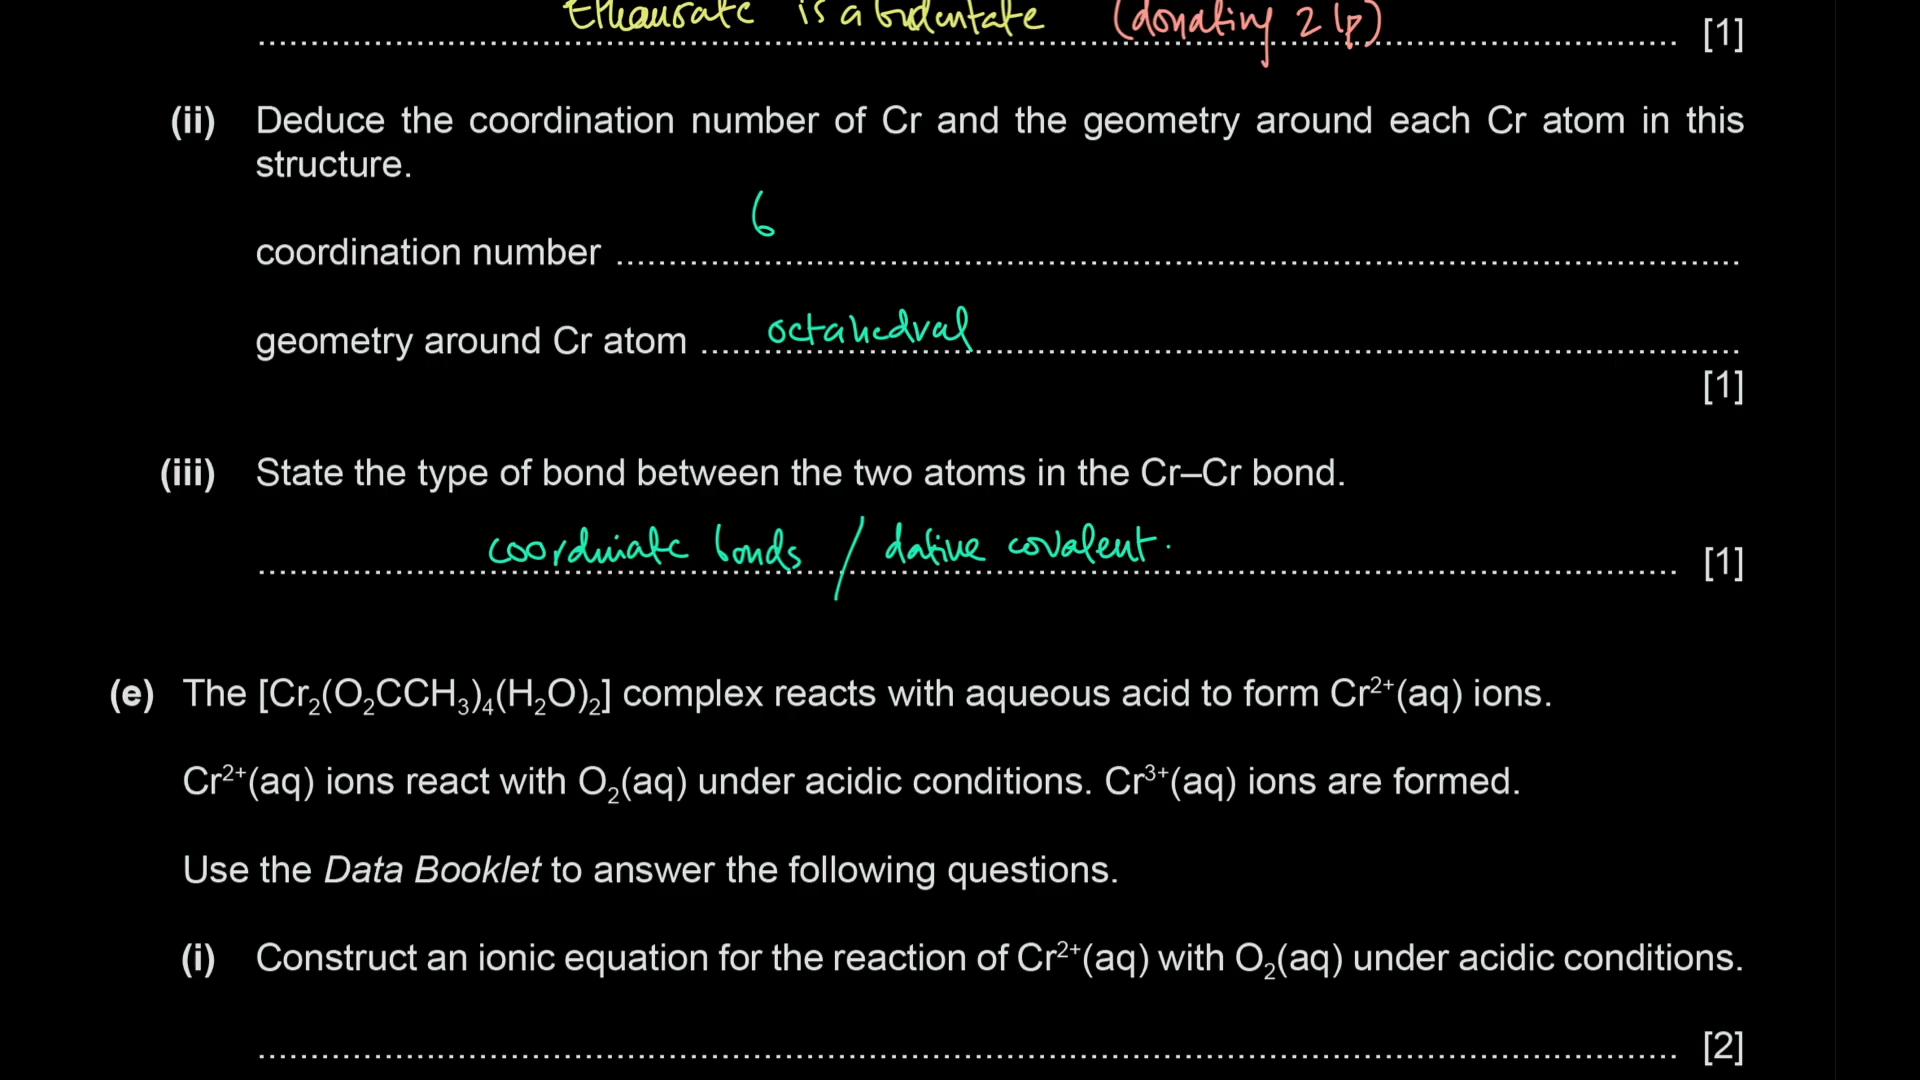 Ethanoate is a bidentate (donating 2 lp)
[1]
(ii) Deduce the coordination number of Cr and the geometry around each Cr atom in this
structure.
6
coordination number
geometry around Cr atom octahedral
[1]
(iii) State the type of bond between the two atoms in the Cr–Cr bond.
coordinate bonds / dative covalent.
[1]
(e) The [Cr₂(O₂CCH₃)₄(H₂O)₂] complex reacts with aqueous acid to form Cr²⁺(aq) ions.
Cr²⁺(aq) ions react with O₂(aq) under acidic conditions. Cr³⁺(aq) ions are formed.
Use the Data Booklet to answer the following questions.
(i) Construct an ionic equation for the reaction of Cr²⁺(aq) with O₂(aq) under acidic conditions.
[2]